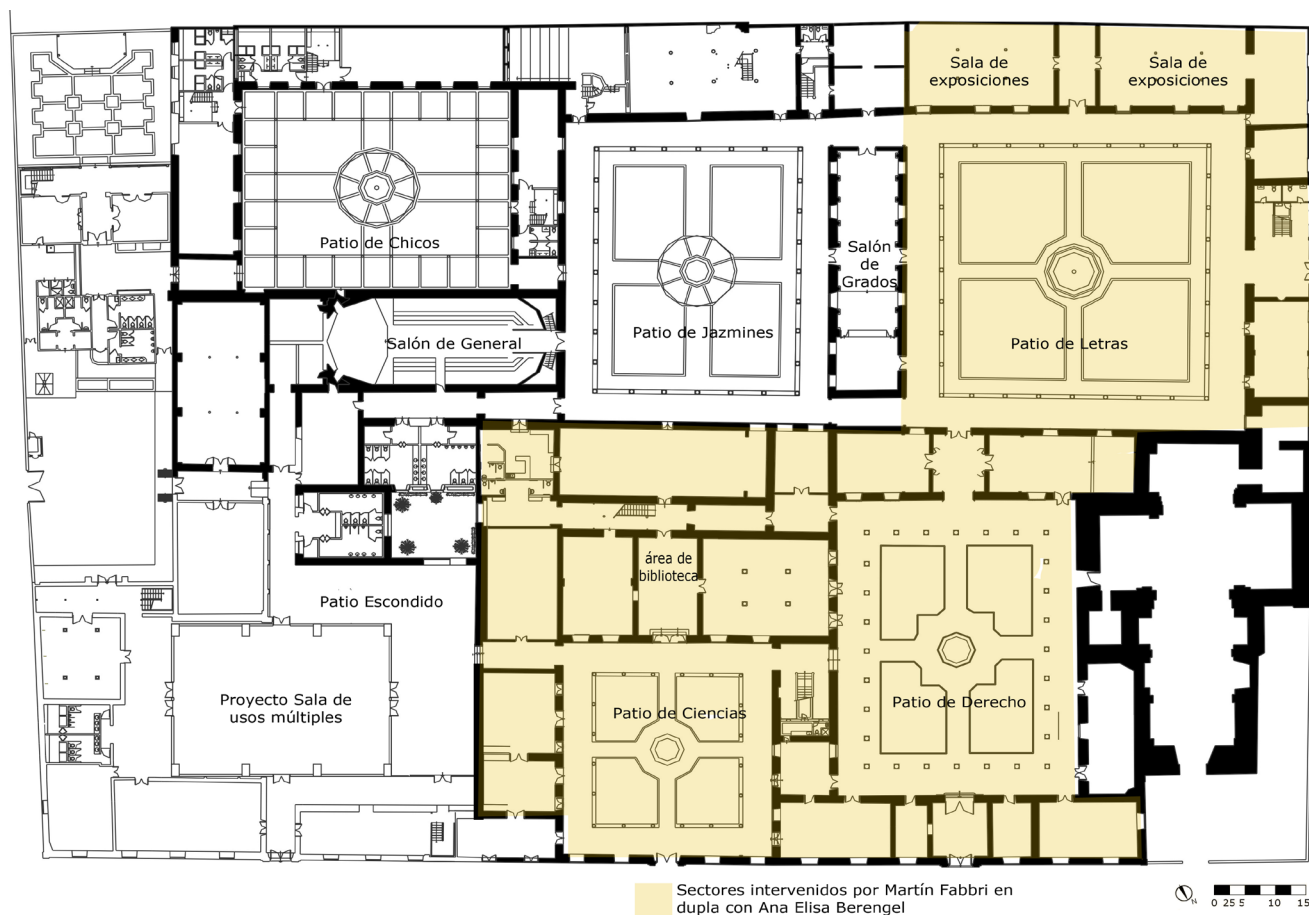 Sala de
exposiciones
Sala de
exposiciones
Patio de Chicos
Salón
de
Grados
Patio de Jazmines
Salón de General
Patio de Letras
área de
biblioteca
Patio Escondido
Proyecto Sala de
usos múltiples
Patio de Ciencias
Patio de Derecho
Sectores intervenidos por Martín Fabbri en
dupla con Ana Elisa Berengel
N
0 25 5 10 15